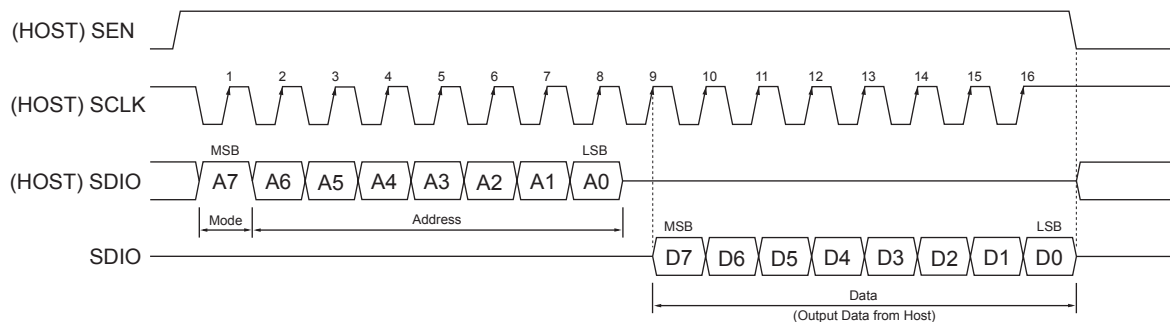 (HOST) SEN
1 2 3 4 5 6 7 8 9 10 11 12 13 14 15 16
(HOST) SCLK
MSB LSB
(HOST) SDIO A7 A6 A5 A4 A3 A2 A1 A0
Mode Address
MSB LSB
SDIO D7 D6 D5 D4 D3 D2 D1 D0
Data
(Output Data from Host)